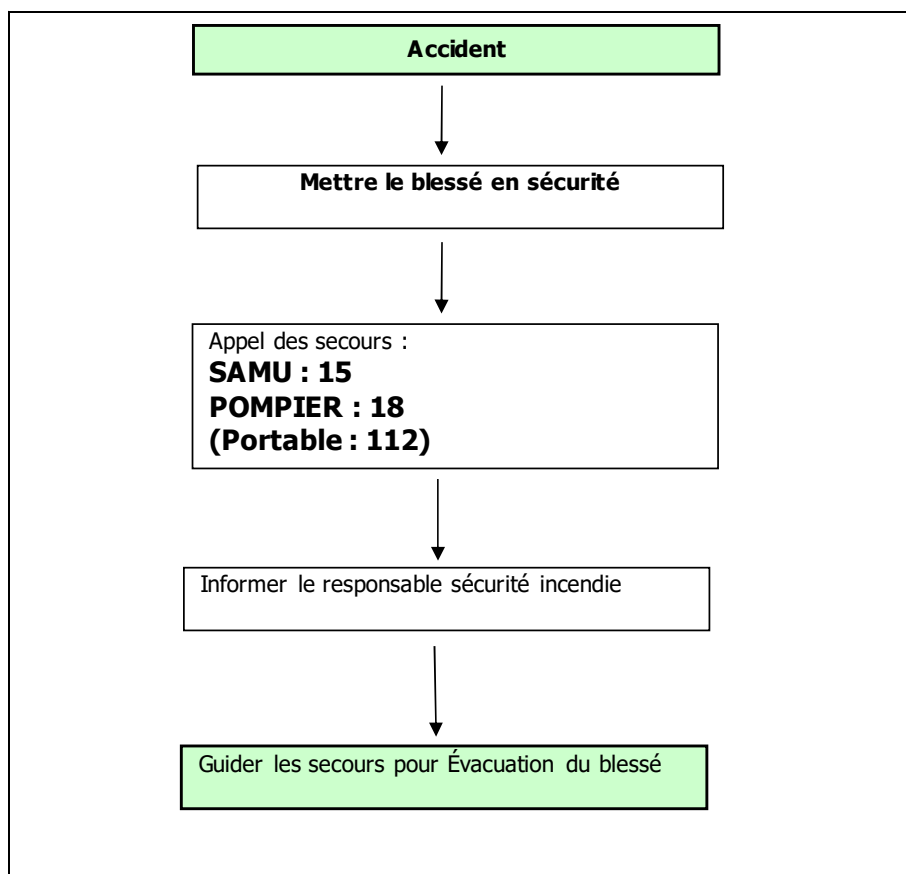 Accident
Mettre le blessé en sécurité
Appel des secours :
SAMU : 15
POMPIER : 18
(Portable : 112)
Informer le responsable sécurité incendie
Guider les secours pour Évacuation du blessé